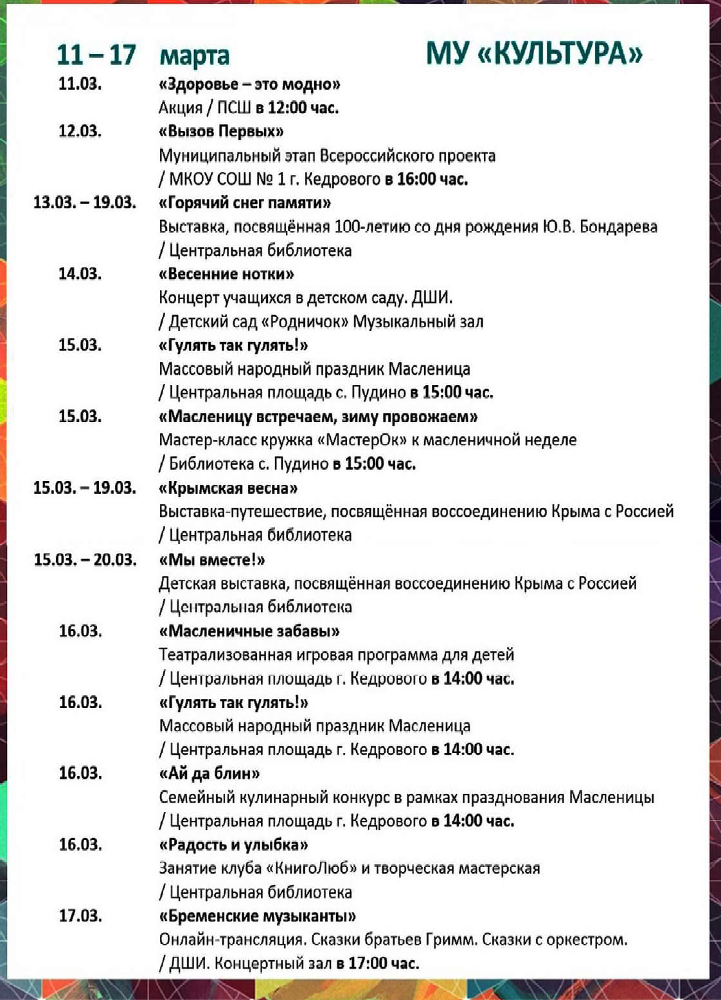 11 – 17 марта МУ «КУЛЬТУРА»
11.03. «Здоровье – это модно»
Акция / ПСШ в 12:00 час.
12.03. «Вызов Первых»
Муниципальный этап Всероссийского проекта
/ МКОУ СОШ № 1 г. Кедрового в 16:00 час.
13.03. – 19.03. «Горячий снег памяти»
Выставка, посвящённая 100-летию со дня рождения Ю.В. Бондарева
/ Центральная библиотека
14.03. «Весенние нотки»
Концерт учащихся в детском саду. ДШИ.
/ Детский сад «Родничок» Музыкальный зал
15.03. «Гулять так гулять!»
Массовый народный праздник Масленица
/ Центральная площадь с. Пудино в 15:00 час.
15.03. «Масленицу встречаем, зиму провожаем»
Мастер-класс кружка «МастерОк» к масленичной неделе
/ Библиотека с. Пудино в 15:00 час.
15.03. – 19.03. «Крымская весна»
Выставка-путешествие, посвящённая воссоединению Крыма с Россией
/ Центральная библиотека
15.03. – 20.03. «Мы вместе!»
Детская выставка, посвящённая воссоединению Крыма с Россией
/ Центральная библиотека
16.03. «Масленичные забавы»
Театрализованная игровая программа для детей
/ Центральная площадь г. Кедрового в 14:00 час.
16.03. «Гулять так гулять!»
Массовый народный праздник Масленица
/ Центральная площадь г. Кедрового в 14:00 час.
16.03. «Ай да блин»
Семейный кулинарный конкурс в рамках празднования Масленицы
/ Центральная площадь г. Кедрового в 14:00 час.
16.03. «Радость и улыбка»
Занятие клуба «КнигоЛюб» и творческая мастерская
/ Центральная библиотека
17.03. «Бременские музыканты»
Онлайн-трансляция. Сказки братьев Гримм. Сказки с оркестром.
/ ДШИ. Концертный зал в 17:00 час.